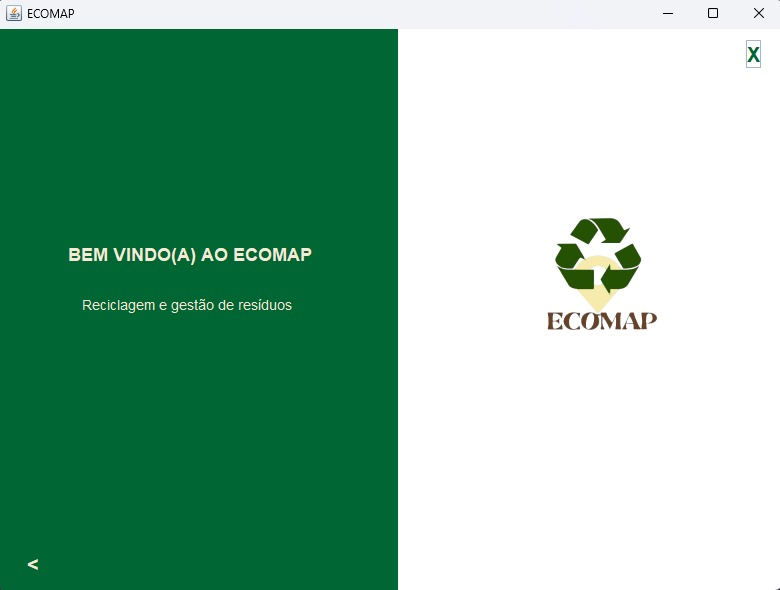 ECOMAP
X
BEM VINDO(A) AO ECOMAP
Reciclagem e gestão de resíduos
ECOMAP
<